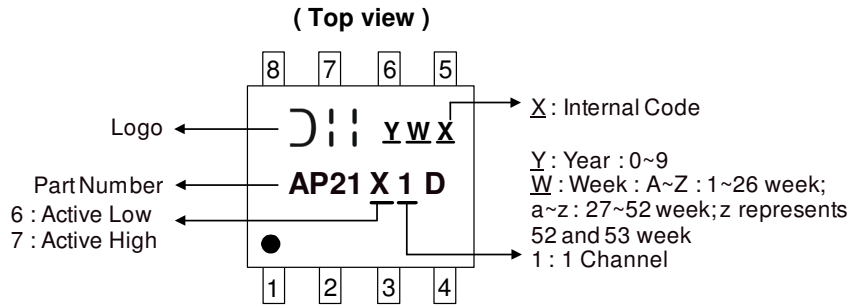 ( Top view )
8 7 6 5
Logo
Y W X
X : Internal Code
Part Number
AP21 X 1 D
6 : Active Low
7 : Active High
Y : Year : 0~9
W : Week : A~Z : 1~26 week;
a~z : 27~52 week; z represents
52 and 53 week
1 : 1 Channel
1 2 3 4